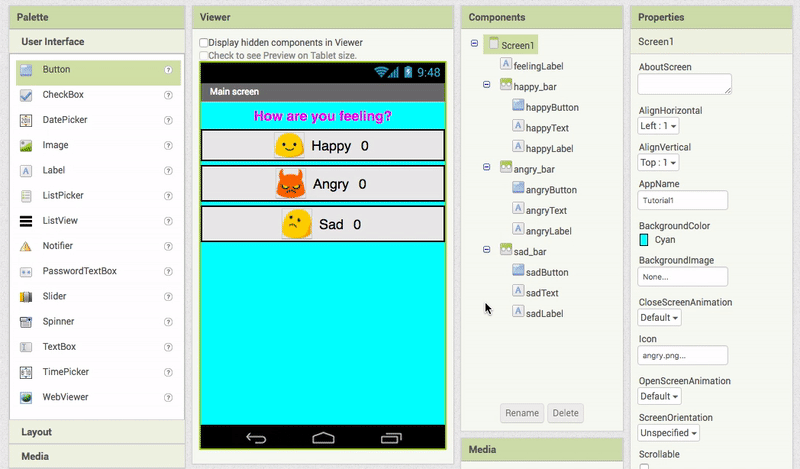 Palette
User Interface
Button
CheckBox
DatePicker
Image
Label
ListPicker
ListView
Notifier
PasswordTextBox
Slider
Spinner
TextBox
TimePicker
WebViewer
Layout
Media
Viewer
Display hidden components in Viewer
Check to see Preview on Tablet size.
9:48
Main screen
How are you feeling?
Happy 0
Angry 0
Sad 0
Components
Screen1
feelingLabel
happy_bar
happyButton
happyText
happyLabel
angry_bar
angryButton
angryText
angryLabel
sad_bar
sadButton
sadText
sadLabel
Rename Delete
Media
Properties
Screen1
AboutScreen
AlignHorizontal
Left : 1
AlignVertical
Top : 1
AppName
Tutorial1
BackgroundColor
Cyan
BackgroundImage
None...
CloseScreenAnimation
Default
Icon
angry.png...
OpenScreenAnimation
Default
ScreenOrientation
Unspecified
Scrollable